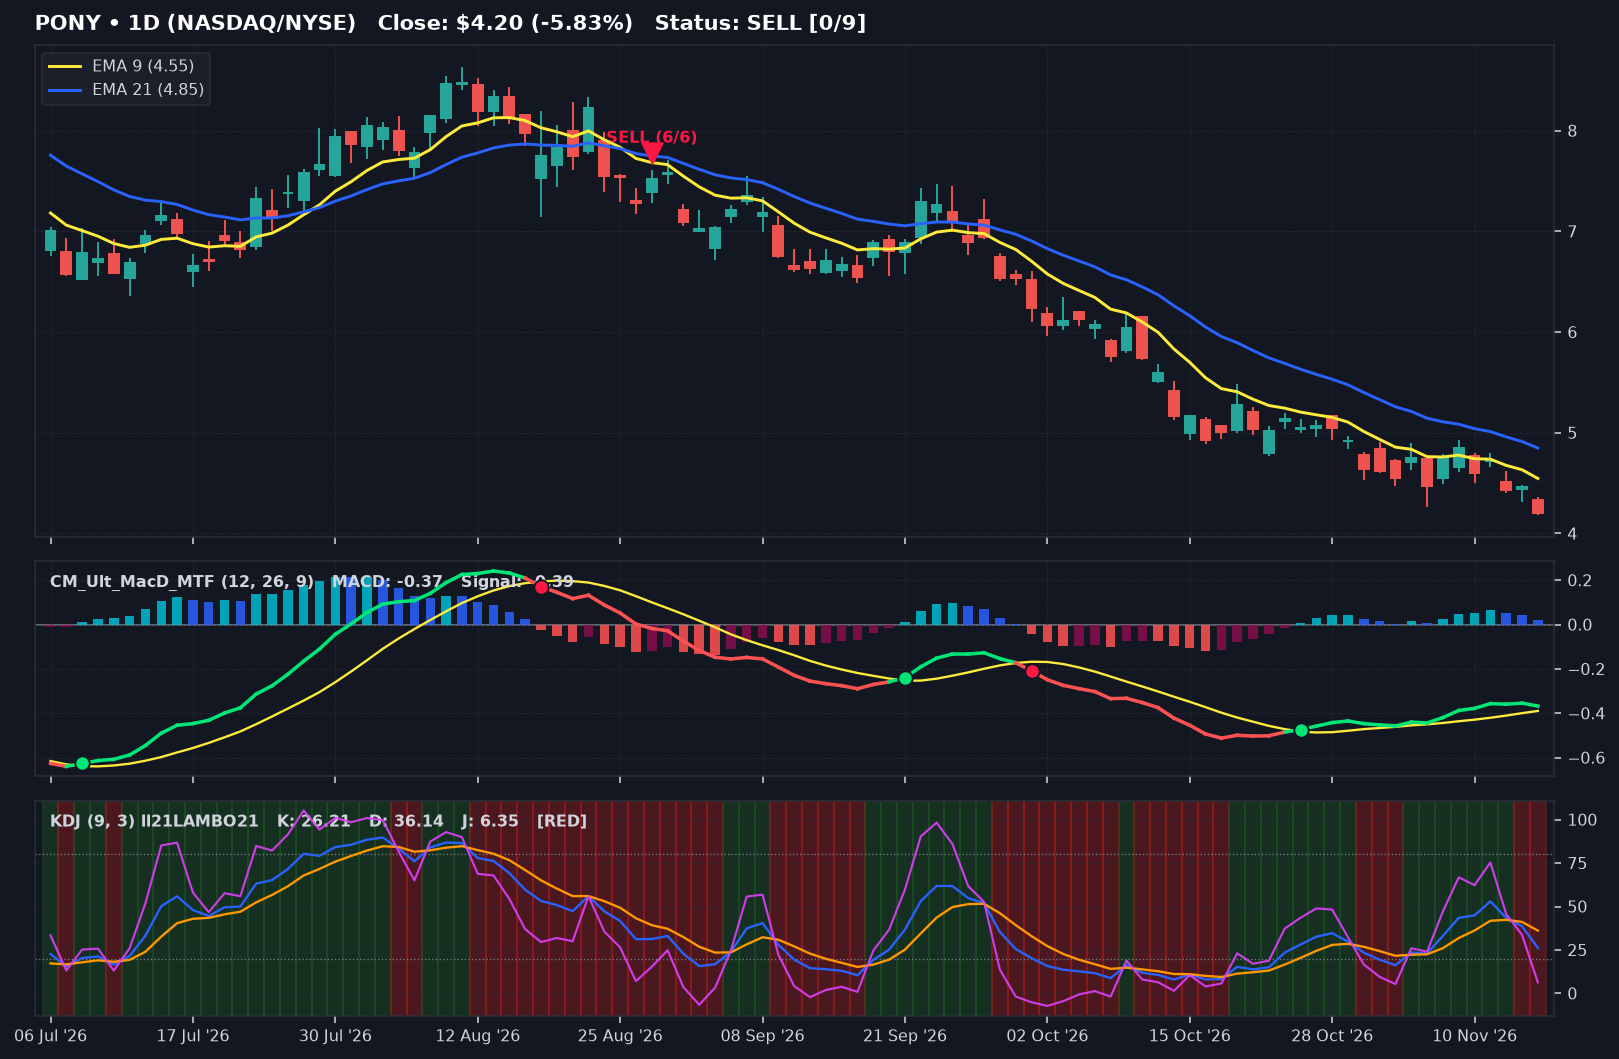 PONY • 1D (NASDAQ/NYSE)   Close: $4.20 (-5.83%)   Status: SELL [0/9]
EMA 9 (4.55)
EMA 21 (4.85)
SELL (6/6)
8
7
6
5
4
CM_Ult_MacD_MTF (12, 26, 9)   MACD: -0.37   Signal: -0.39
0.2
0.0
−0.2
−0.4
−0.6
KDJ (9, 3) II21LAMBO21   K: 26.21   D: 36.14   J: 6.35   [RED]
100
75
50
25
0
06 Jul '26
17 Jul '26
30 Jul '26
12 Aug '26
25 Aug '26
08 Sep '26
21 Sep '26
02 Oct '26
15 Oct '26
28 Oct '26
10 Nov '26